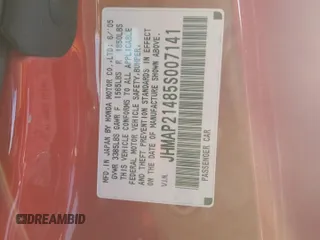 MFD. IN JAPAN BY HONDA MOTOR CO.,LTD. 6/05
GVWR 3385LBS GAWR F 1565LBS R 1850LBS
THIS VEHICLE CONFORMS TO ALL APPLICABLE
FEDERAL MOTOR VEHICLE SAFETY,BUMPER,
AND THEFT PREVENTION STANDARDS IN EFFECT
ON THE DATE OF MANUFACTURE SHOWN ABOVE.
V.I.N.
JHMAP21485S007141
PASSENGER CAR
DREAMBID